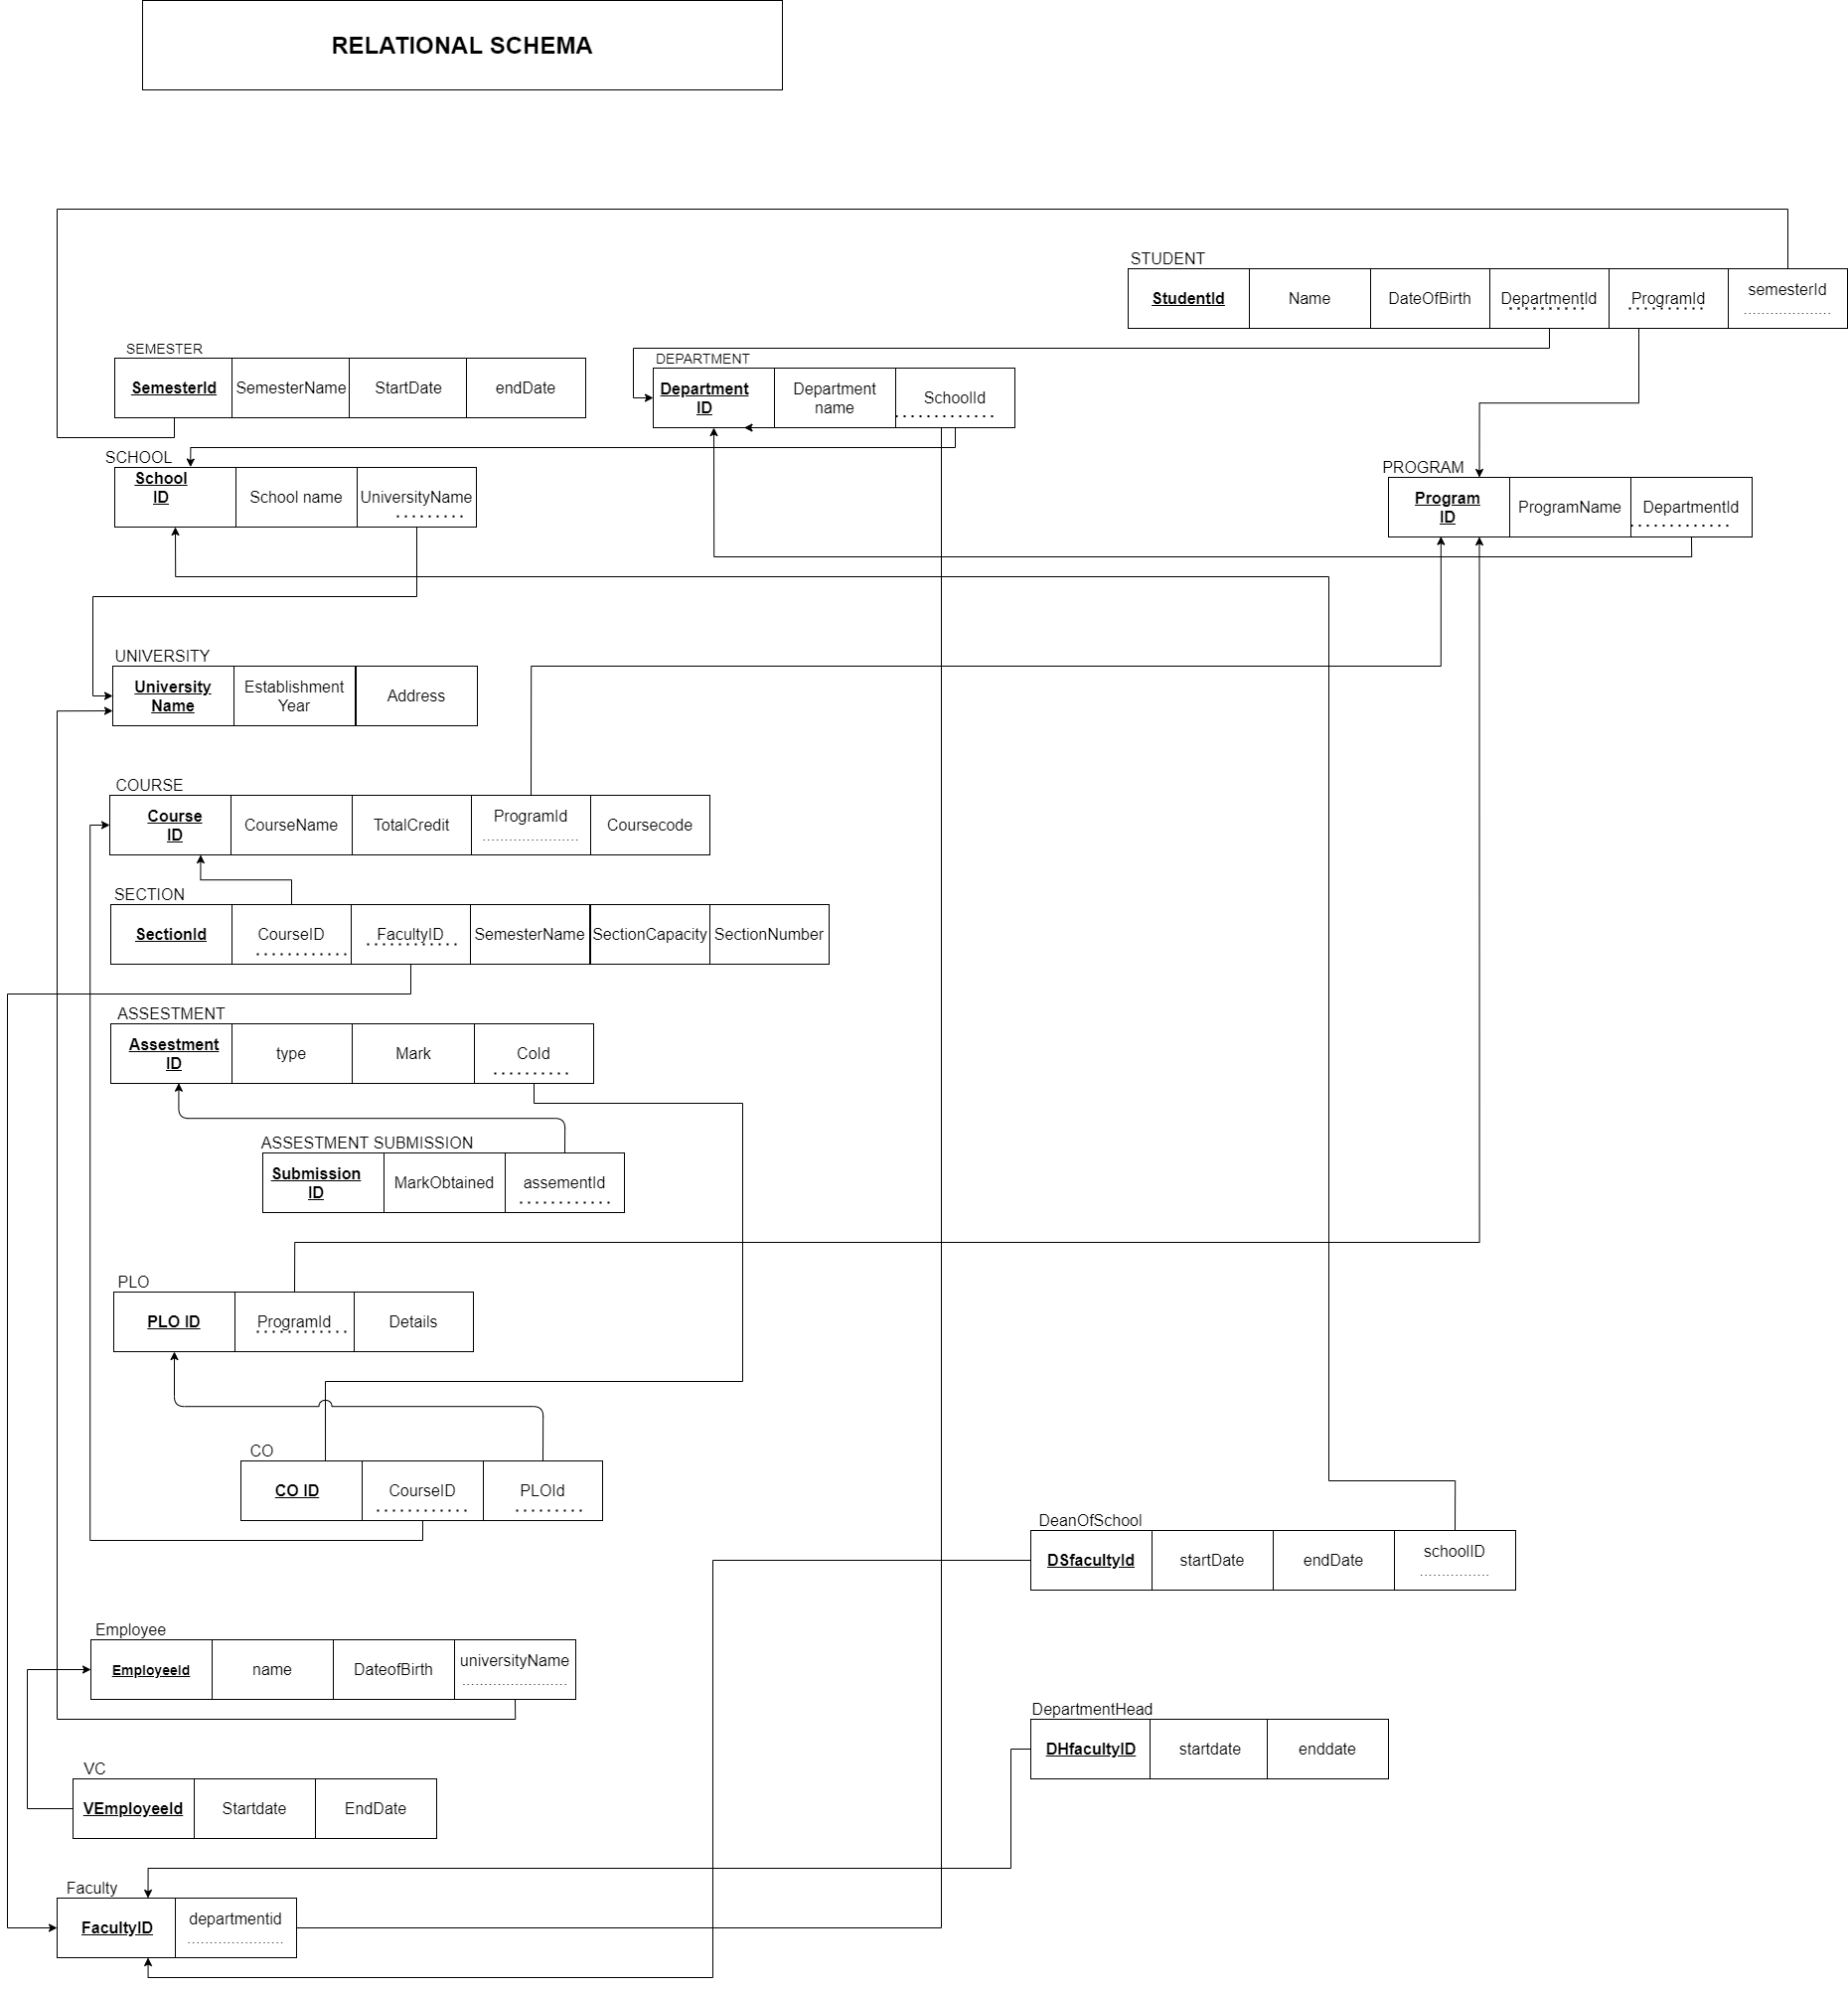 RELATIONAL SCHEMA
STUDENT
StudentId
Name
DateOfBirth
DepartmentId
ProgramId
semesterId
SEMESTER
SemesterId
SemesterName
StartDate
endDate
DEPARTMENT
Department
ID
Department
name
SchoolId
SCHOOL
School
ID
School name
UniversityName
PROGRAM
Program
ID
ProgramName
DepartmentId
UNIVERSITY
University
Name
Establishment
Year
Address
COURSE
Course
ID
CourseName
TotalCredit
ProgramId
Coursecode
SECTION
SectionId
CourseID
FacultyID
SemesterName
SectionCapacity
SectionNumber
ASSESTMENT
Assestment
ID
type
Mark
CoId
ASSESTMENT SUBMISSION
Submission
ID
MarkObtained
assementId
PLO
PLO ID
ProgramId
Details
CO
CO ID
CourseID
PLOId
DeanOfSchool
DSfacultyId
startDate
endDate
schoolID
Employee
EmployeeId
name
DateofBirth
universityName
DepartmentHead
DHfacultyID
startdate
enddate
VC
VEmployeeId
Startdate
EndDate
Faculty
FacultyID
departmentid